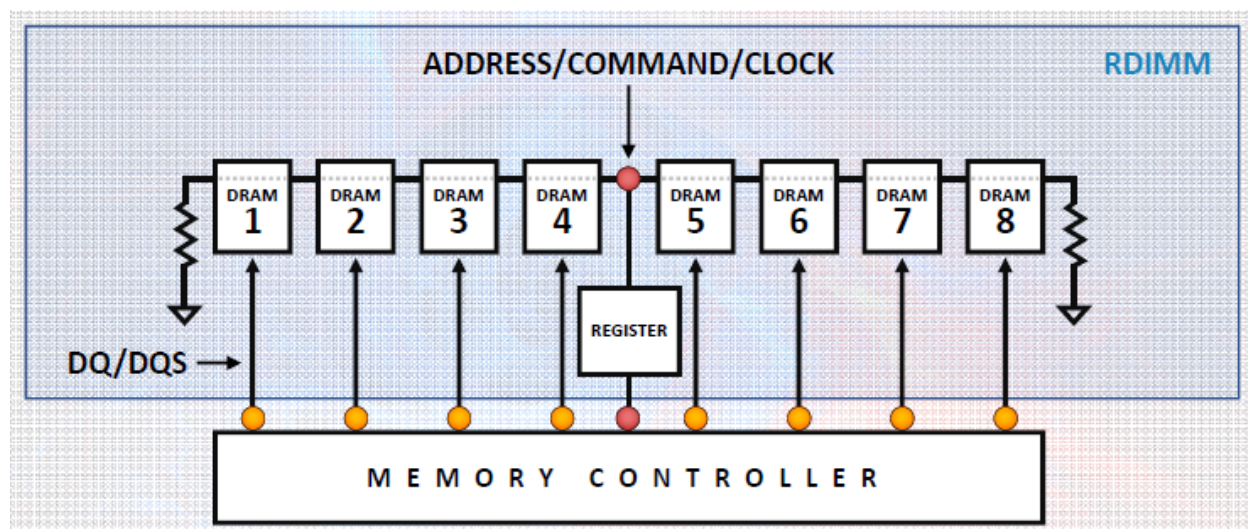 ADDRESS/COMMAND/CLOCK
RDIMM
DRAM
1
DRAM
2
DRAM
3
DRAM
4
DRAM
5
DRAM
6
DRAM
7
DRAM
8
REGISTER
DQ/DQS
MEMORY CONTROLLER